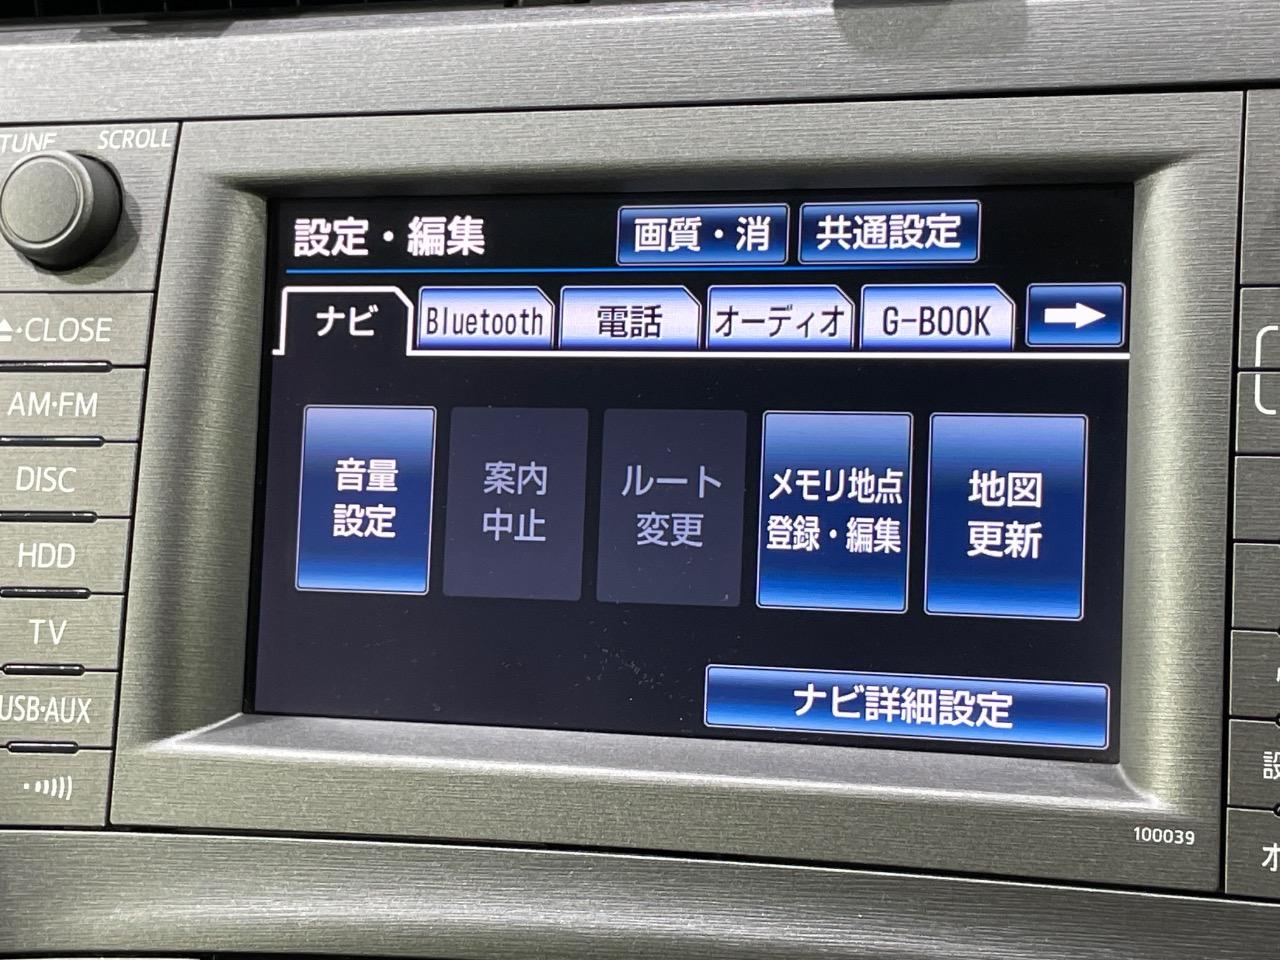 TUNE SCROLL
設定・編集 画質・消 共通設定
ナビ Bluetooth 電話 オーディオ G-BOOK
音量
設定
案内
中止
ルート
変更
メモリ地点
登録・編集
地図
更新
ナビ詳細設定
CLOSE
AM・FM
DISC
HDD
TV
USB・AUX
100039